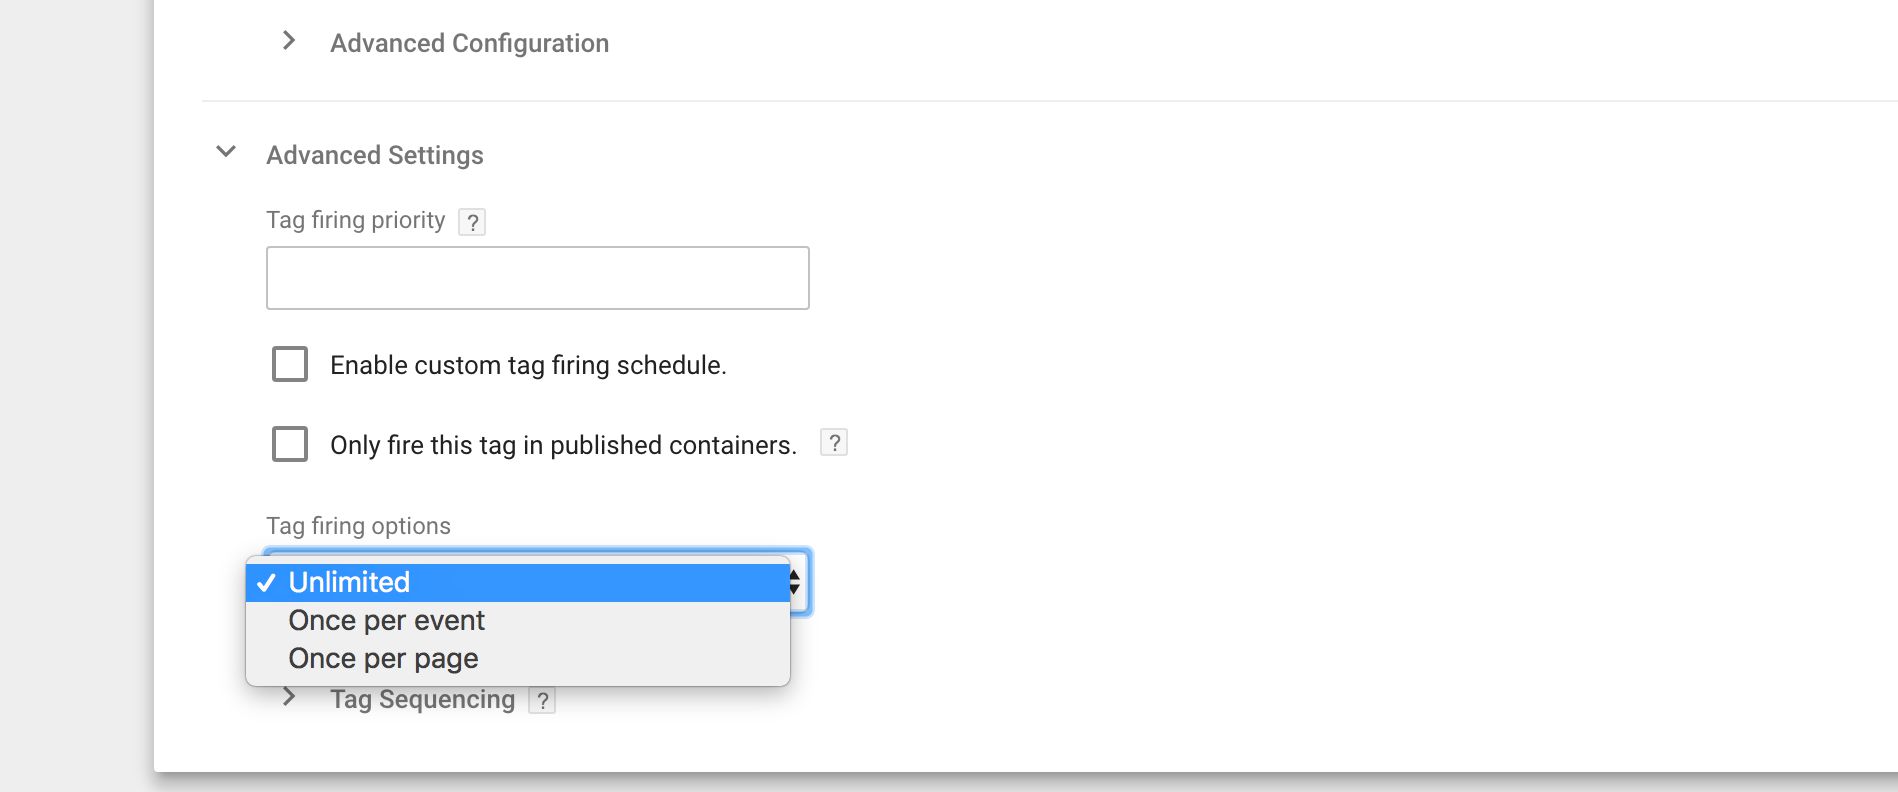 Advanced Configuration
Advanced Settings
Tag firing priority ?
Enable custom tag firing schedule.
Only fire this tag in published containers. ?
Tag firing options
✓ Unlimited
Once per event
Once per page
Tag Sequencing ?